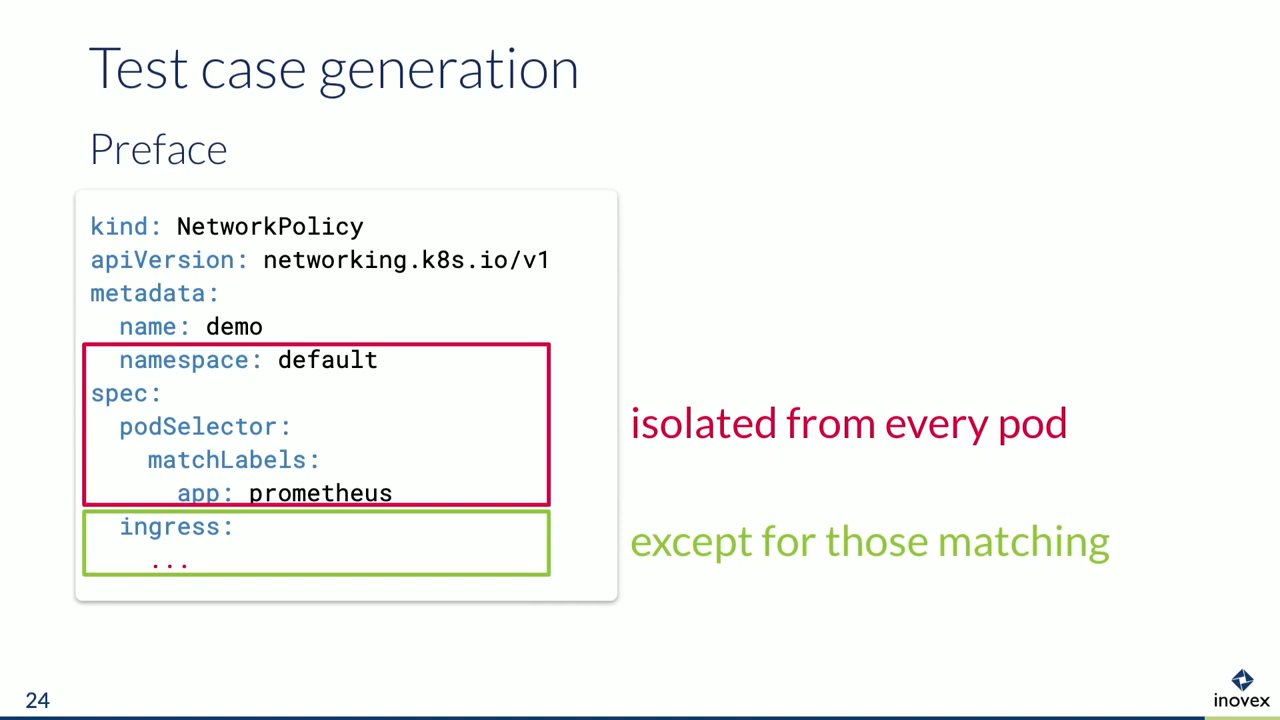 Test case generation
Preface
kind: NetworkPolicy
apiVersion: networking.k8s.io/v1
metadata:
  name: demo
  namespace: default
spec:
  podSelector:
    matchLabels:
      app: prometheus
  ingress:
    ...
isolated from every pod
except for those matching
24
inovex